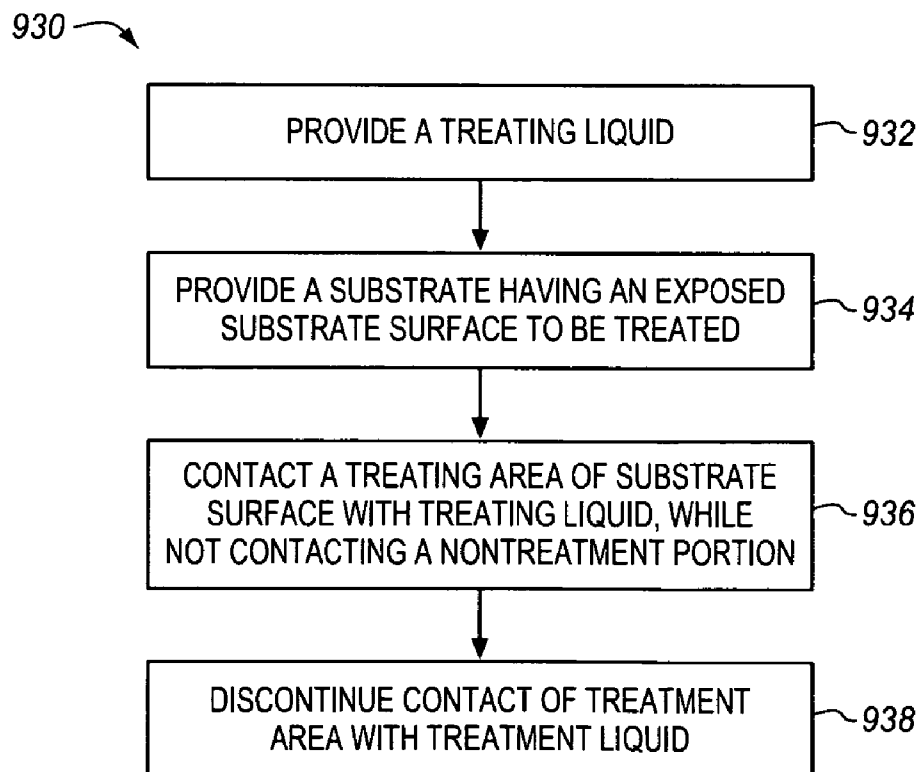 930
PROVIDE A TREATING LIQUID
932
PROVIDE A SUBSTRATE HAVING AN EXPOSED
SUBSTRATE SURFACE TO BE TREATED
934
CONTACT A TREATING AREA OF SUBSTRATE
SURFACE WITH TREATING LIQUID, WHILE
NOT CONTACTING A NONTREATMENT PORTION
936
DISCONTINUE CONTACT OF TREATMENT
AREA WITH TREATMENT LIQUID
938